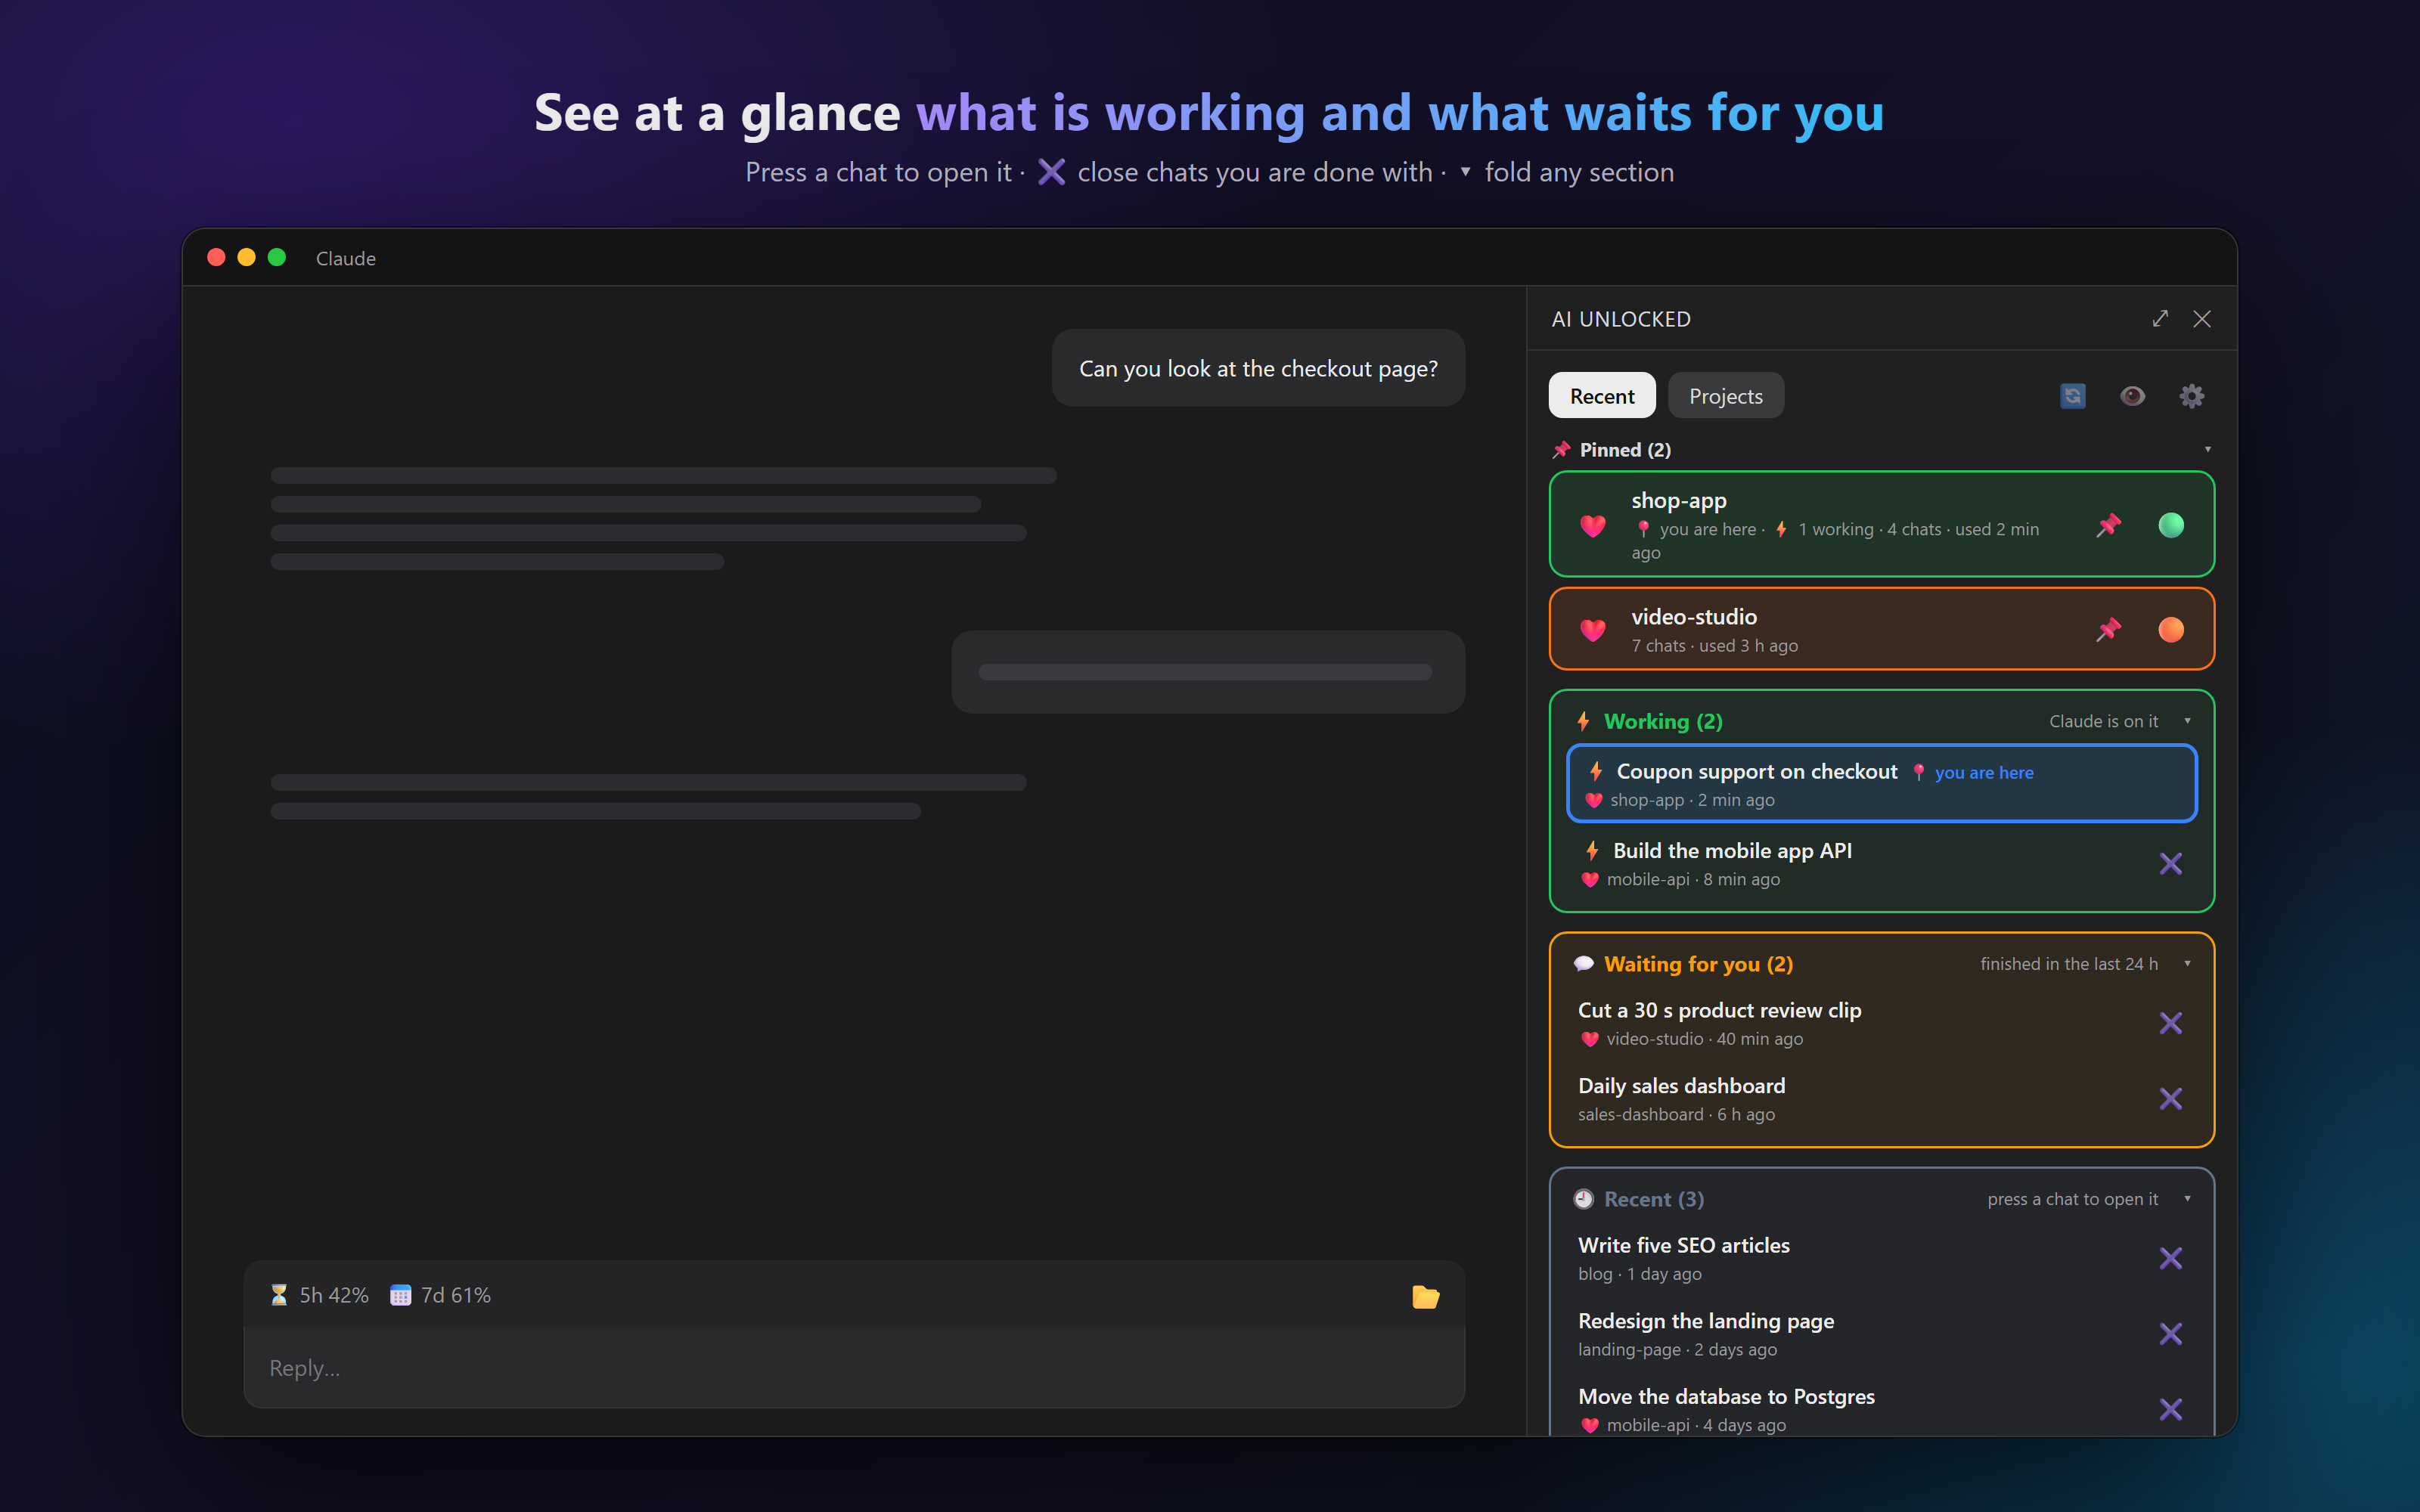 See at a glance what is working and what waits for you
Press a chat to open it · ❌ close chats you are done with · ▼ fold any section
Claude
Can you look at the checkout page?
⏳ 5h 42% 📅 7d 61%
Reply...
AI UNLOCKED
Recent Projects
📌 Pinned (2)
shop-app
📍 you are here · ⚡ 1 working · 4 chats · used 2 min
ago
video-studio
7 chats · used 3 h ago
⚡ Working (2) Claude is on it
⚡ Coupon support on checkout 📍 you are here
shop-app · 2 min ago
⚡ Build the mobile app API
mobile-api · 8 min ago
💬 Waiting for you (2) finished in the last 24 h
Cut a 30 s product review clip
video-studio · 40 min ago
Daily sales dashboard
sales-dashboard · 6 h ago
Recent (3) press a chat to open it
Write five SEO articles
blog · 1 day ago
Redesign the landing page
landing-page · 2 days ago
Move the database to Postgres
mobile-api · 4 days ago